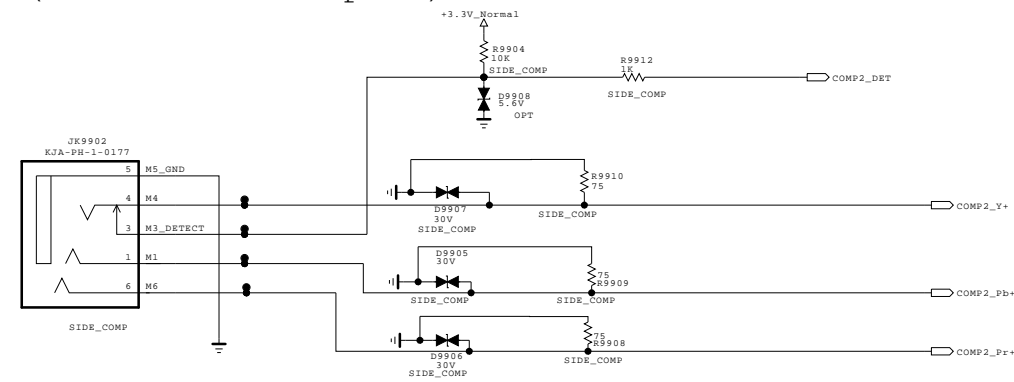 +3.3V_Normal
R9904
10K
SIDE_COMP
R9912
1K
SIDE_COMP
COMP2_DET
D9908
5.6V
OPT
JK9902
KJA-PH-1-0177
5 M5_GND
4 M4
3 M3_DETECT
1 M1
6 M6
SIDE_COMP
R9910
75
D9907
30V
SIDE_COMP
SIDE_COMP
COMP2_Y+
D9905
30V
SIDE_COMP
75
R9909
SIDE_COMP
COMP2_Pb+
D9906
30V
SIDE_COMP
75
R9908
SIDE_COMP
COMP2_Pr+